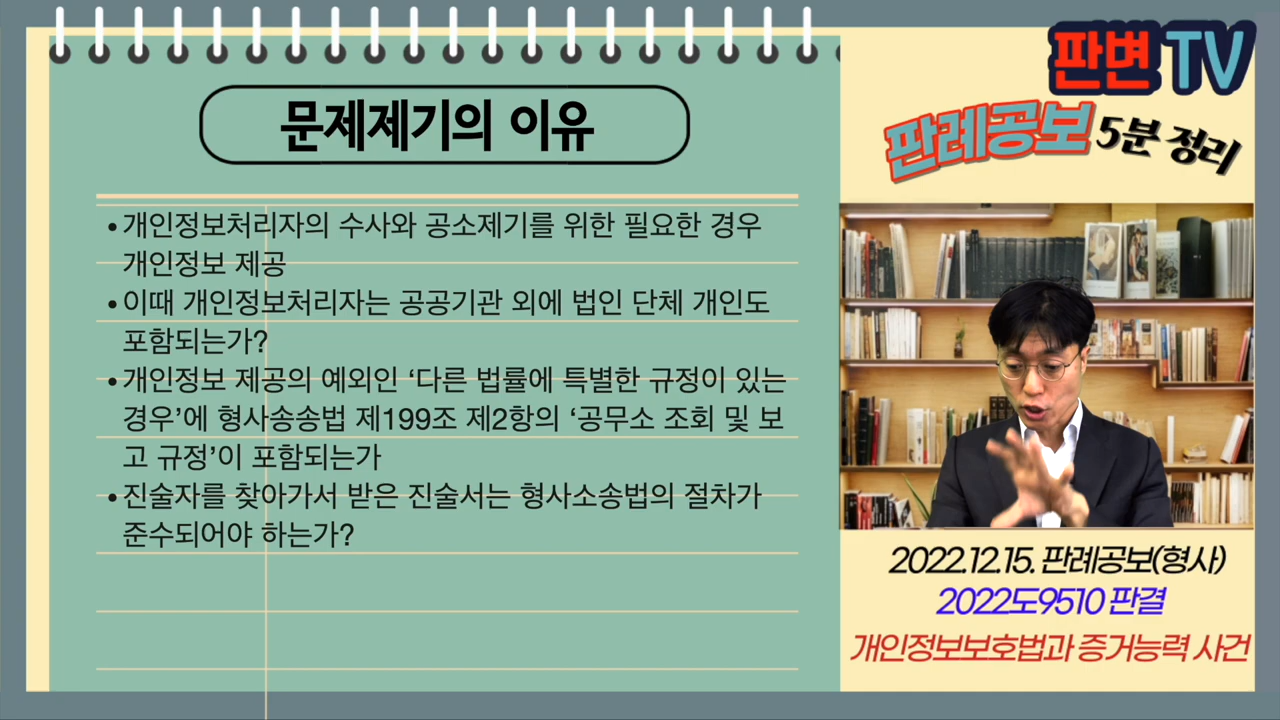 문제제기의 이유
•개인정보처리자의 수사와 공소제기를 위한 필요한 경우
개인정보 제공
•이때 개인정보처리자는 공공기관 외에 법인 단체 개인도
포함되는가?
•개인정보 제공의 예외인 ‘다른 법률에 특별한 규정이 있는
경우’에 형사송송법 제199조 제2항의 ‘공무소 조회 및 보
고 규정’이 포함되는가
•진술자를 찾아가서 받은 진술서는 형사소송법의 절차가
준수되어야 하는가?
판변 TV
판례공보 5분 정리
2022.12.15. 판례공보(형사)
2022도9510 판결
개인정보보호법과 증거능력 사건